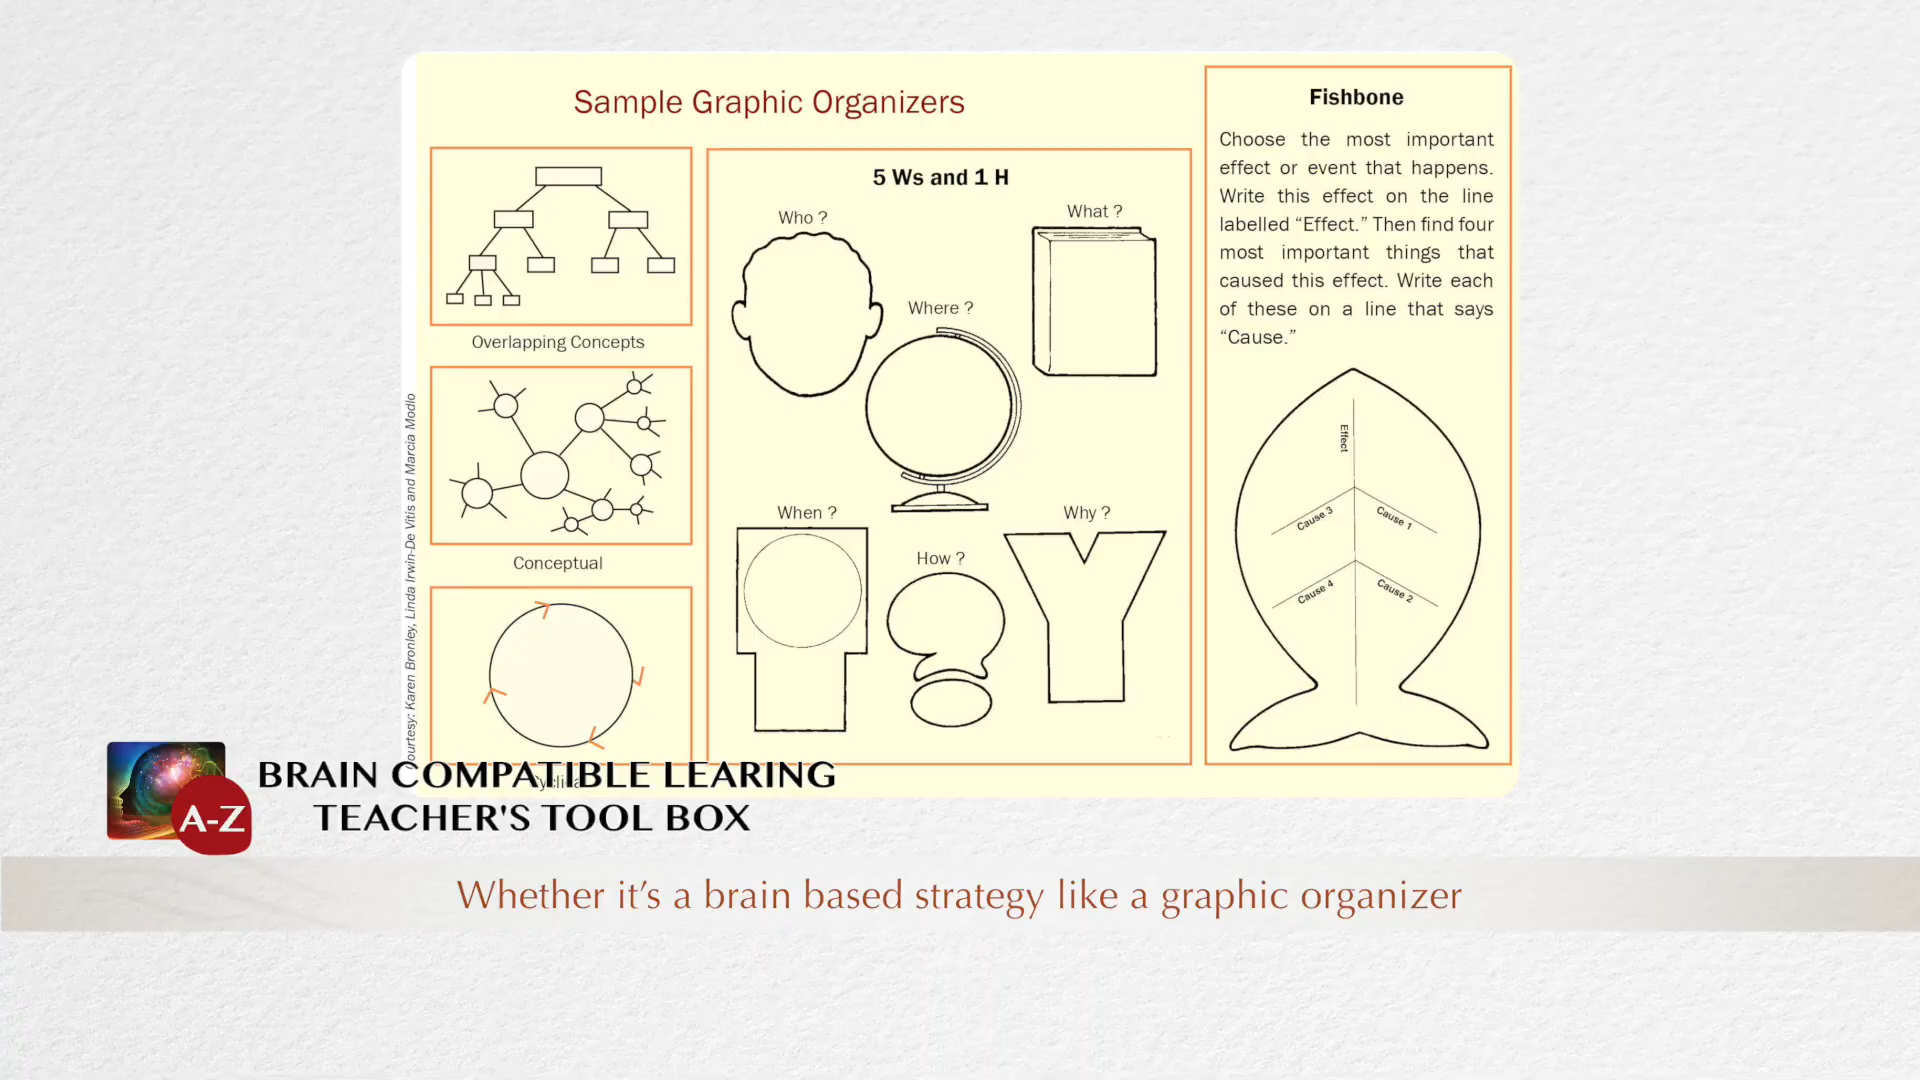 Sample Graphic Organizers
Overlapping Concepts
Conceptual
Courtesy: Karen Bronley, Linda Irwin-De Vitis and Marcia Modlo
5 Ws and 1 H
Who ?
What ?
Where ?
When ?
How ?
Why ?
Fishbone
Choose the most important
effect or event that happens.
Write this effect on the line
labelled “Effect.” Then find four
most important things that
caused this effect. Write each
of these on a line that says
“Cause.”
Effect
Cause 3
Cause 1
Cause 4
Cause 2
A-Z
BRAIN COMPATIBLE LEARING
TEACHER'S TOOL BOX
Whether it’s a brain based strategy like a graphic organizer